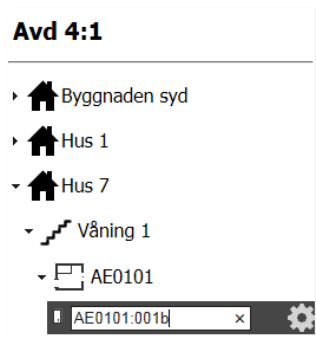 Avd 4:1
Byggnaden syd
Hus 1
Hus 7
Våning 1
AE0101
AE0101:001b